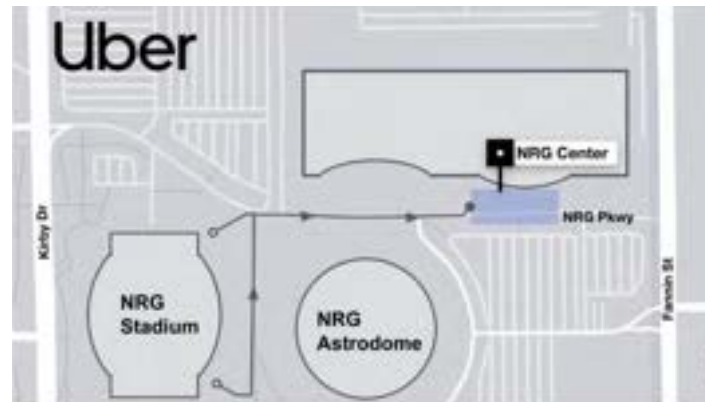 Uber
NRG Center
NRG Pkwy
Kirby Dr
Fannin St
NRG
Stadium
NRG
Astrodome